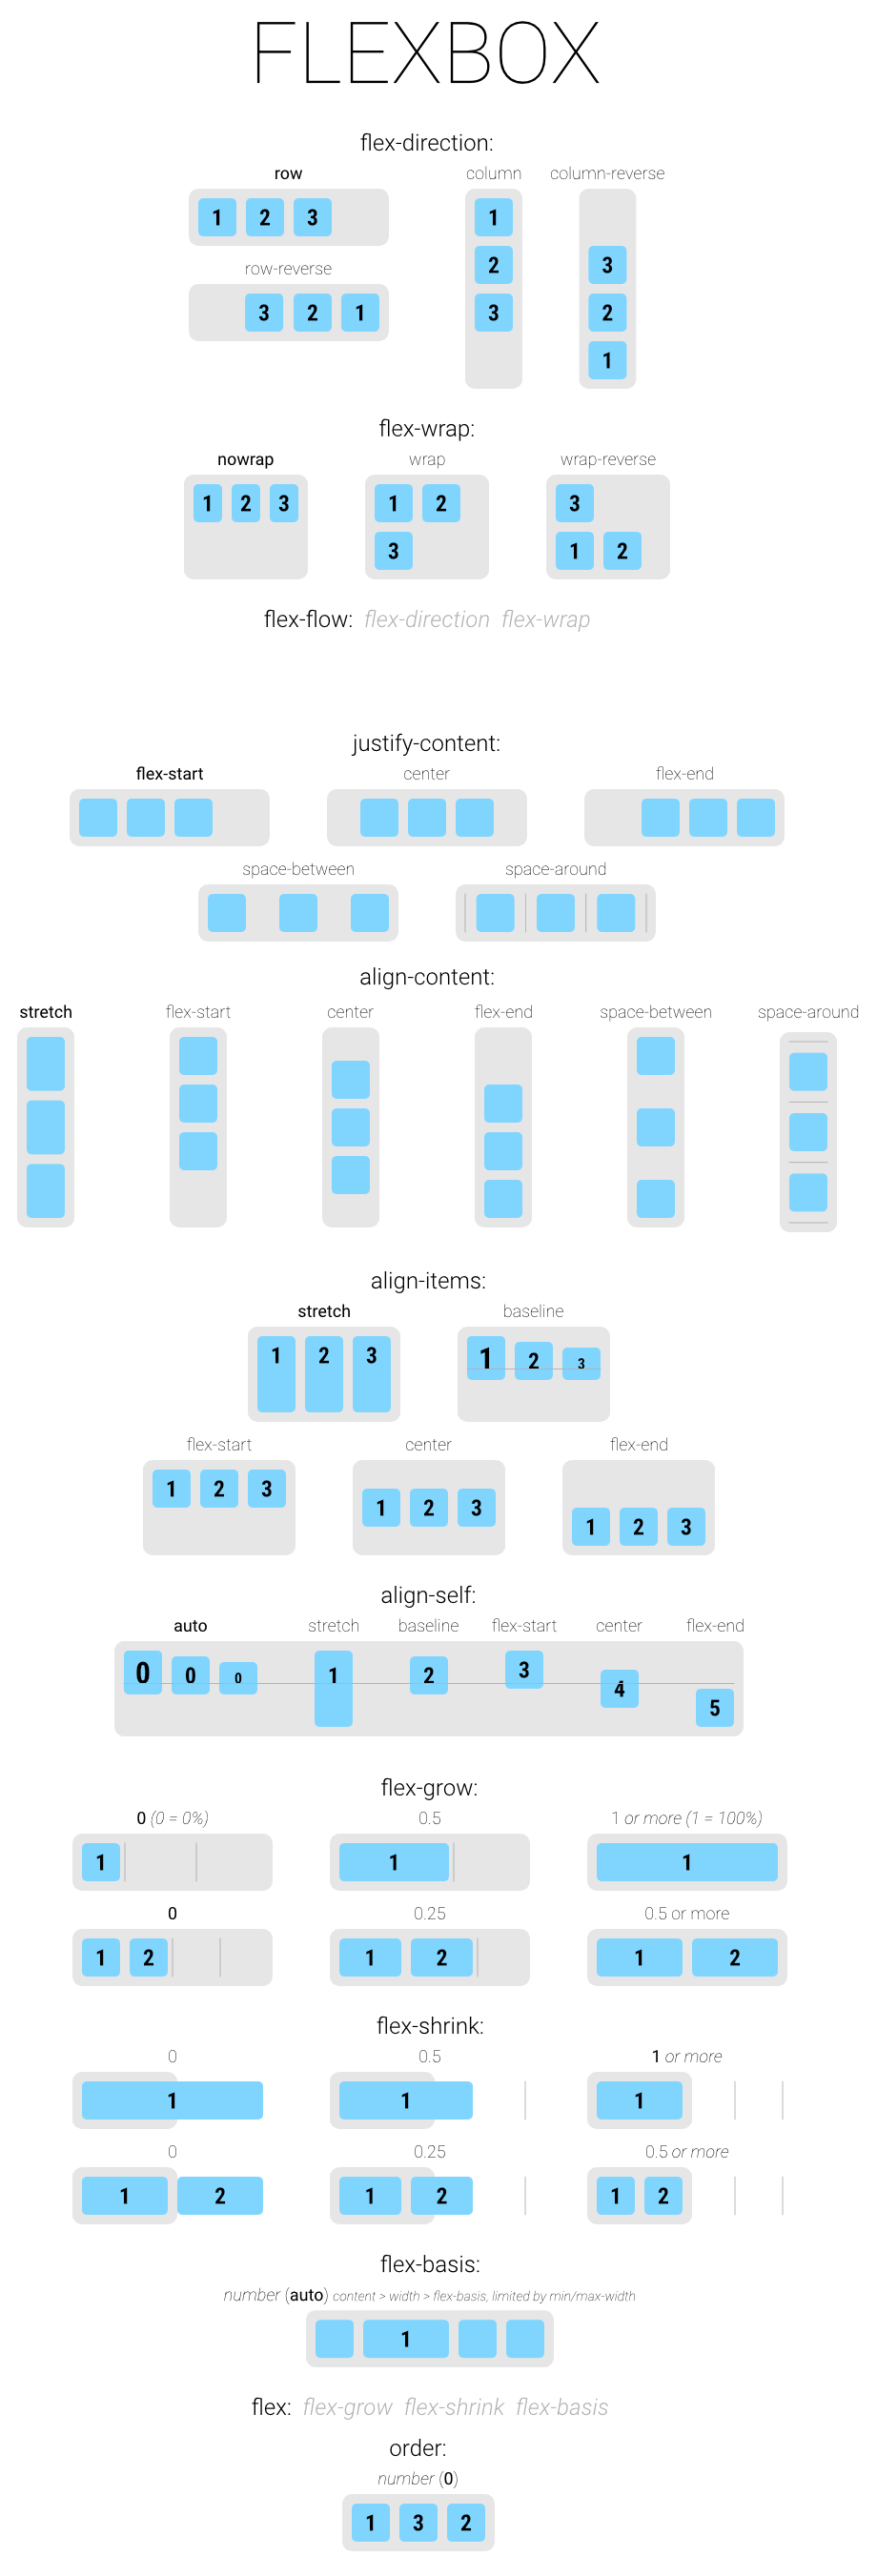 FLEXBOX
flex-direction:
row
column
column-reverse
1 2 3
row-reverse
3 2 1
1
2
3
3
2
1
flex-wrap:
nowrap
wrap
wrap-reverse
1 2 3
1 2
3
3
1 2
flex-flow: flex-direction flex-wrap
justify-content:
flex-start
center
flex-end
space-between
space-around
align-content:
stretch
flex-start
center
flex-end
space-between
space-around
align-items:
stretch
baseline
1 2 3
1 2 3
flex-start
center
flex-end
1 2 3
1 2 3
1 2 3
align-self:
auto
stretch
baseline
flex-start
center
flex-end
0 0 0 1 2 3 4 5
flex-grow:
0 (0 = 0%)
0.5
1 or more (1 = 100%)
1
1
1
0
0.25
0.5 or more
1 2
1 2
1 2
flex-shrink:
0
0.5
1 or more
1
1
1
0
0.25
0.5 or more
1 2
1 2
1 2
flex-basis:
number (auto) content > width > flex-basis, limited by min/max-width
1
flex: flex-grow flex-shrink flex-basis
order:
number (0)
1 3 2